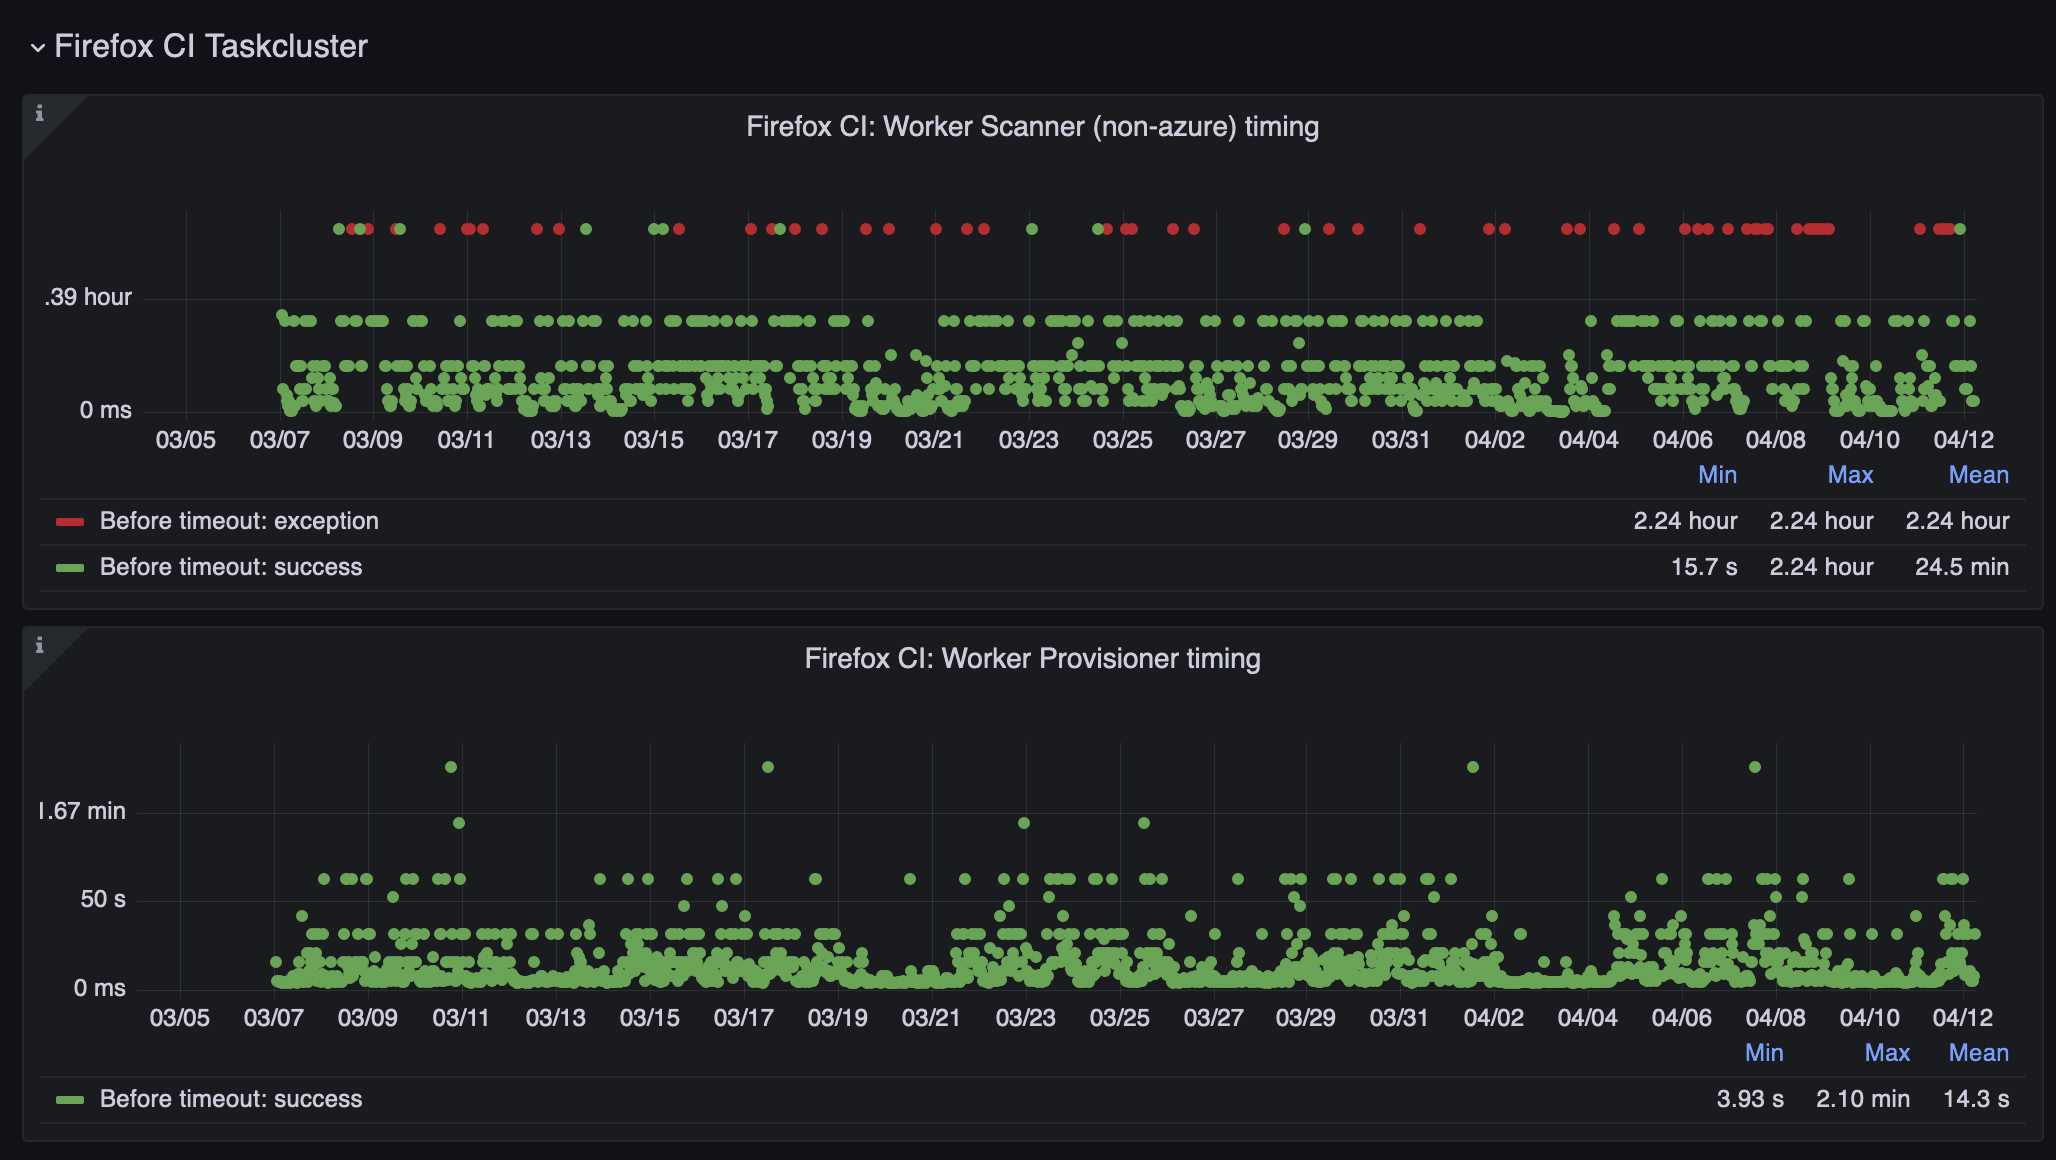 Firefox CI Taskcluster
i
Firefox CI: Worker Scanner (non-azure) timing
.39 hour
0 ms
03/05 03/07 03/09 03/11 03/13 03/15 03/17 03/19 03/21 03/23 03/25 03/27 03/29 03/31 04/02 04/04 04/06 04/08 04/10 04/12
Min Max Mean
Before timeout: exception 2.24 hour 2.24 hour 2.24 hour
Before timeout: success 15.7 s 2.24 hour 24.5 min
i
Firefox CI: Worker Provisioner timing
1.67 min
50 s
0 ms
03/05 03/07 03/09 03/11 03/13 03/15 03/17 03/19 03/21 03/23 03/25 03/27 03/29 03/31 04/02 04/04 04/06 04/08 04/10 04/12
Min Max Mean
Before timeout: success 3.93 s 2.10 min 14.3 s